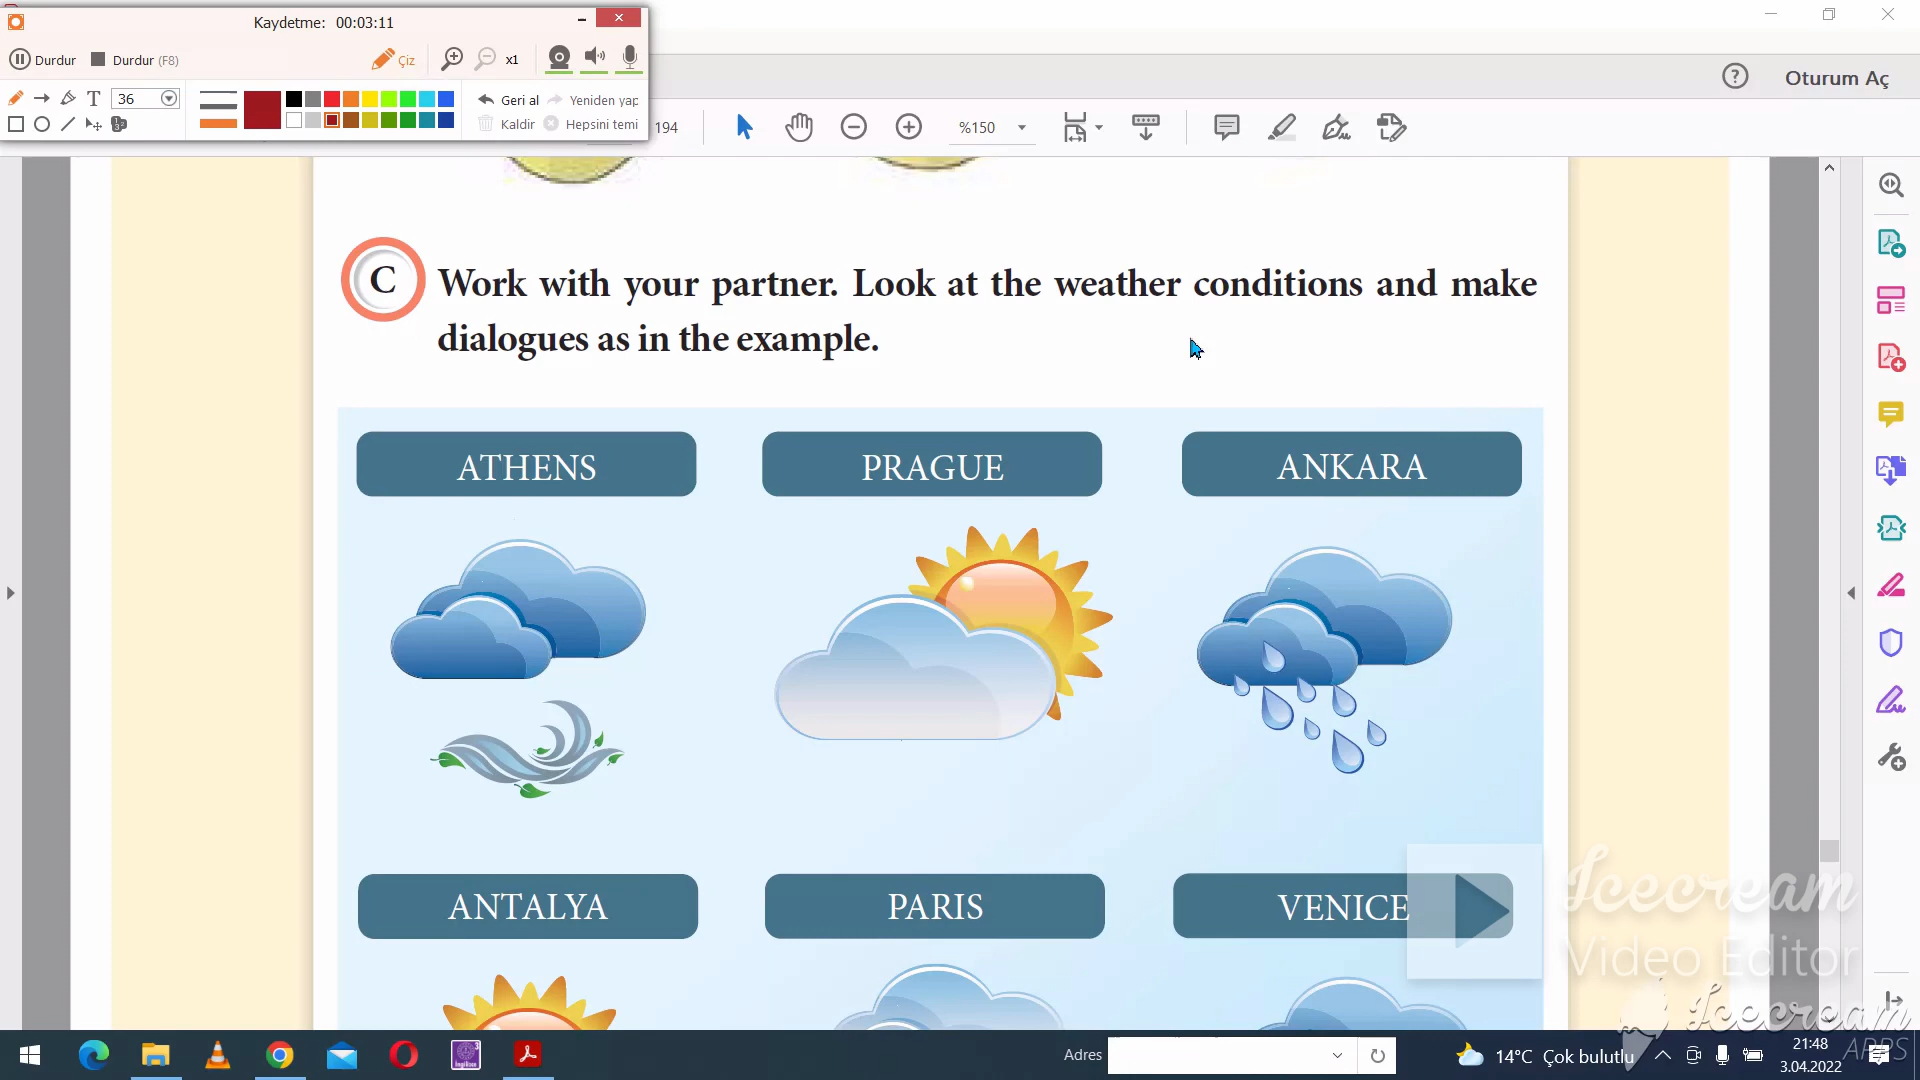 Kaydetme: 00:03:11
Durdur
Durdur (F8)
Çiz
x1
36
Geri al
Yeniden yap
Kaldir
Hepsini temi
Oturum Aç
194
%150
C
Work with your partner. Look at the weather conditions and make
dialogues as in the example.
ATHENS
PRAGUE
ANKARA
ANTALYA
PARIS
VENICE
Icecream
Video Editor
Icecream
APPS
Adres
14°C Çok bulutlu
21:48
3.04.2022